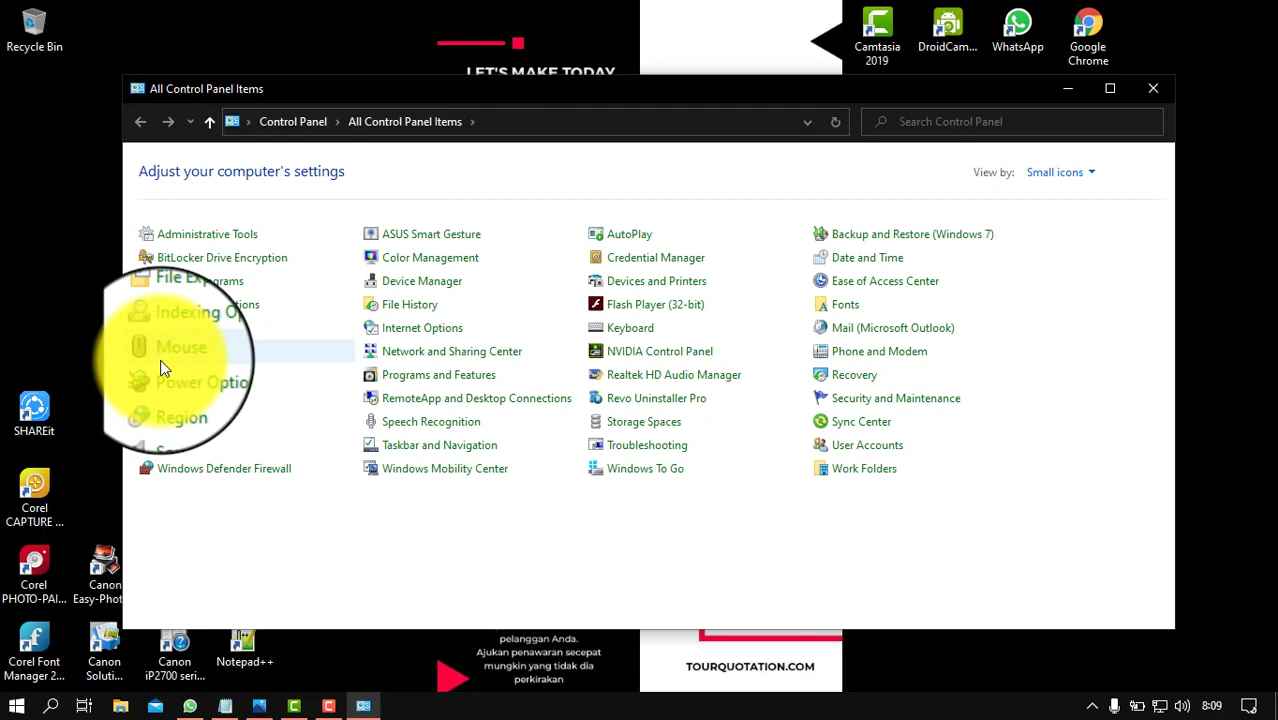 Recycle Bin
Camtasia
2019
DroidCam...
WhatsApp
Google
Chrome
LET'S MAKE TODAY
All Control Panel Items
Control Panel
All Control Panel Items
Search Control Panel
Adjust your computer's settings
View by:
Small icons
Administrative Tools
ASUS Smart Gesture
AutoPlay
Backup and Restore (Windows 7)
BitLocker Drive Encryption
Color Management
Credential Manager
Date and Time
Device Manager
Devices and Printers
Ease of Access Center
File History
Flash Player (32-bit)
Fonts
Indexing Op
Internet Options
Keyboard
Mail (Microsoft Outlook)
Mouse
Network and Sharing Center
NVIDIA Control Panel
Phone and Modem
Power Optio
Programs and Features
Realtek HD Audio Manager
Recovery
RemoteApp and Desktop Connections
Revo Uninstaller Pro
Security and Maintenance
Region
Speech Recognition
Storage Spaces
Sync Center
Taskbar and Navigation
Troubleshooting
User Accounts
Windows Defender Firewall
Windows Mobility Center
Windows To Go
Work Folders
SHAREit
Corel
CAPTURE ...
Corel
PHOTO-PAI...
Canon
Easy-Phot
Corel Font
Manager 2...
Canon
Soluti...
Canon
iP2700 seri...
Notepad++
pelanggan Anda.
Ajukan penawaran secepat
mungkin yang tidak dia
perkirakan
TOURQUOTATION.COM
8:09